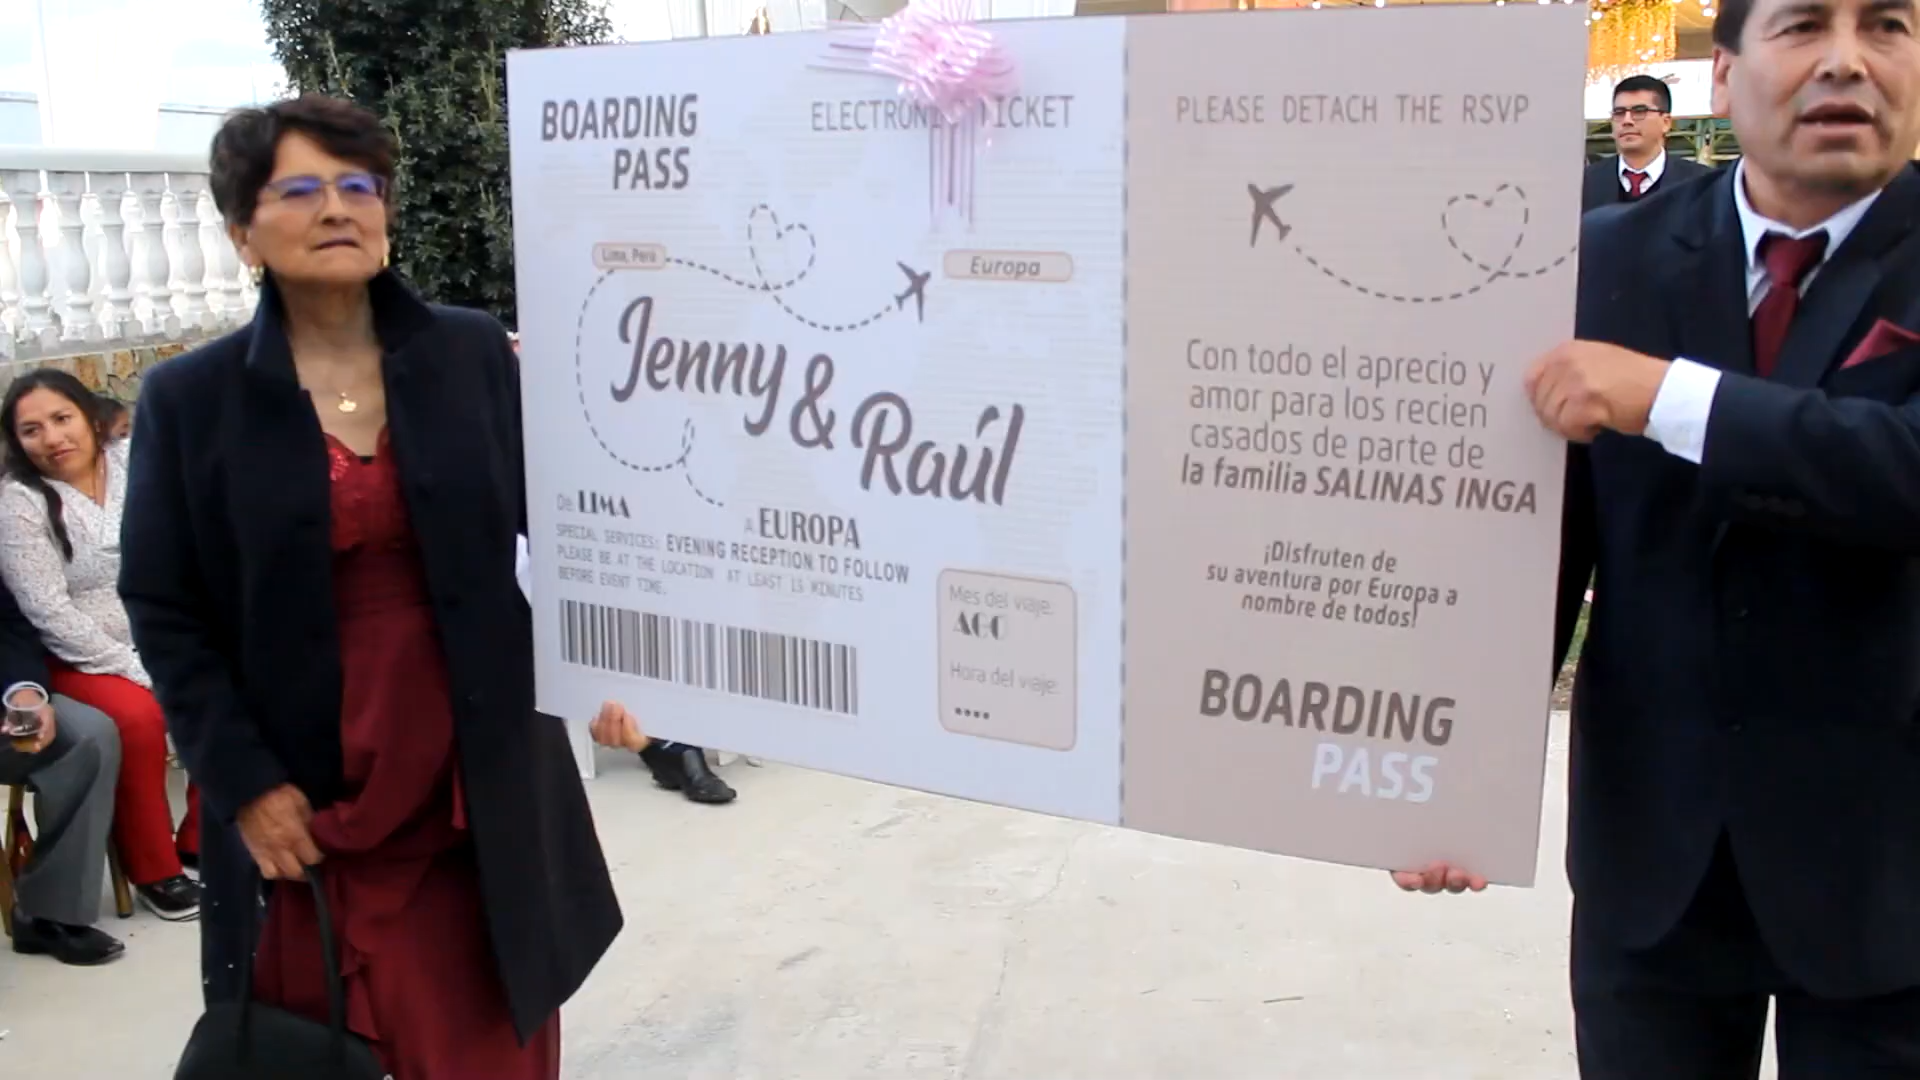 BOARDING
PASS
ELECTRONIC TICKET
Lima, Perú
Europa
Jenny & Raúl
De: LIMA
A: EUROPA
SPECIAL SERVICES: EVENING RECEPTION TO FOLLOW
PLEASE BE AT THE LOCATION AT LEAST 15 MINUTES
BEFORE EVENT TIME.
Mes del viaje:
AGO
Hora del viaje:
••••
PLEASE DETACH THE RSVP
Con todo el aprecio y
amor para los recien
casados de parte de
la familia SALINAS INGA
¡Disfruten de
su aventura por Europa a
nombre de todos!
BOARDING
PASS